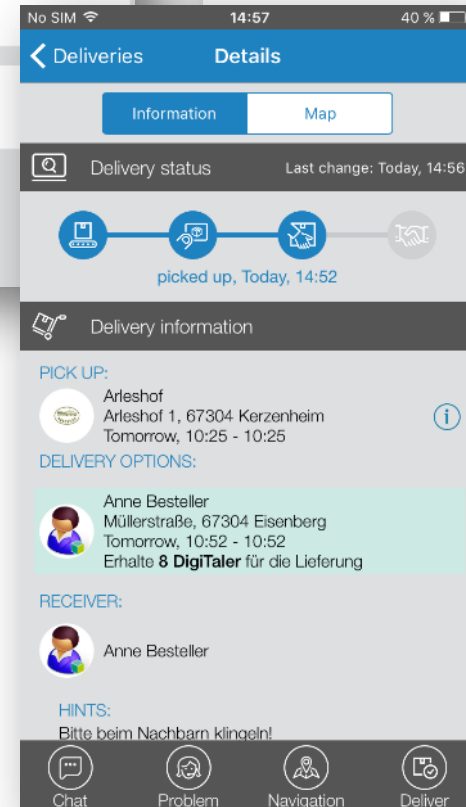 No SIM 14:57 40 %
Deliveries Details
Information Map
Delivery status Last change: Today, 14:56
picked up, Today, 14:52
Delivery information
PICK UP:
Arleshof
Arleshof 1, 67304 Kerzenheim
Tomorrow, 10:25 - 10:25
DELIVERY OPTIONS:
Anne Besteller
Müllerstraße, 67304 Eisenberg
Tomorrow, 10:52 - 10:52
Erhalte 8 DigiTaler für die Lieferung
RECEIVER:
Anne Besteller
HINTS:
Bitte beim Nachbarn klingeln!
Chat Problem Navigation Deliver